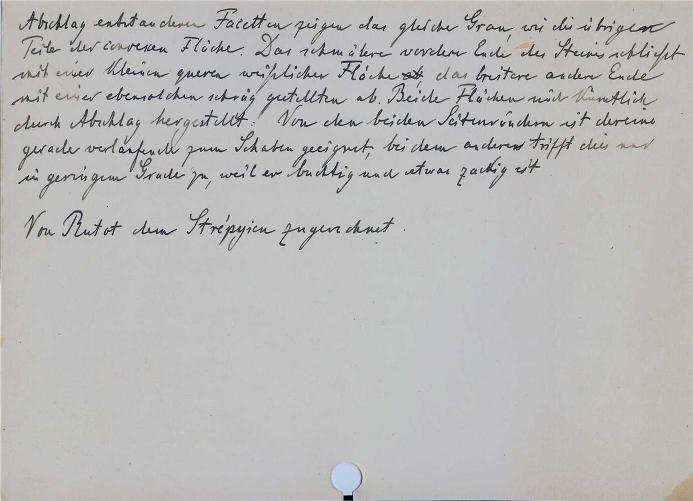 Abschlag entstandenen Facetten zeigen das gleiche Grau, wie die übrigen
Teile der convexen Fläche. Das schmälere vordere Ende des Steines schliesst
mit einer kleinen queren weißlichen Fläche ab, das breitere andere Ende
mit einer ebensolchen schräg gestellten ab. Beide Flächen sind künstlich
durch Abschlag hergestellt. Von den beiden Seitenrändern ist der eine
gerade verlaufende zum Schaben geeignet, bei dem anderen trifft dies nur
in geringem Grade zu, weil er buchtig und etwas zackig ist
Von Rutot dem Strépyien zugerechnet.